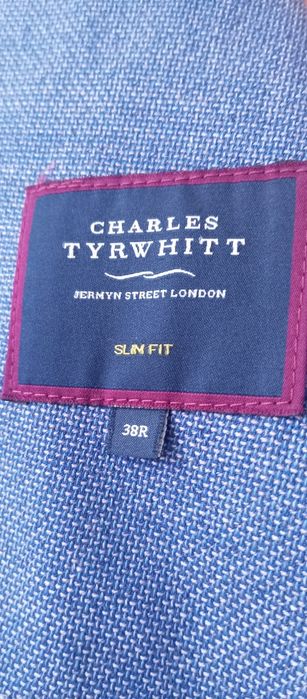 CHARLES
TYRWHITT
JERMYN STREET LONDON
SLIM FIT
38R